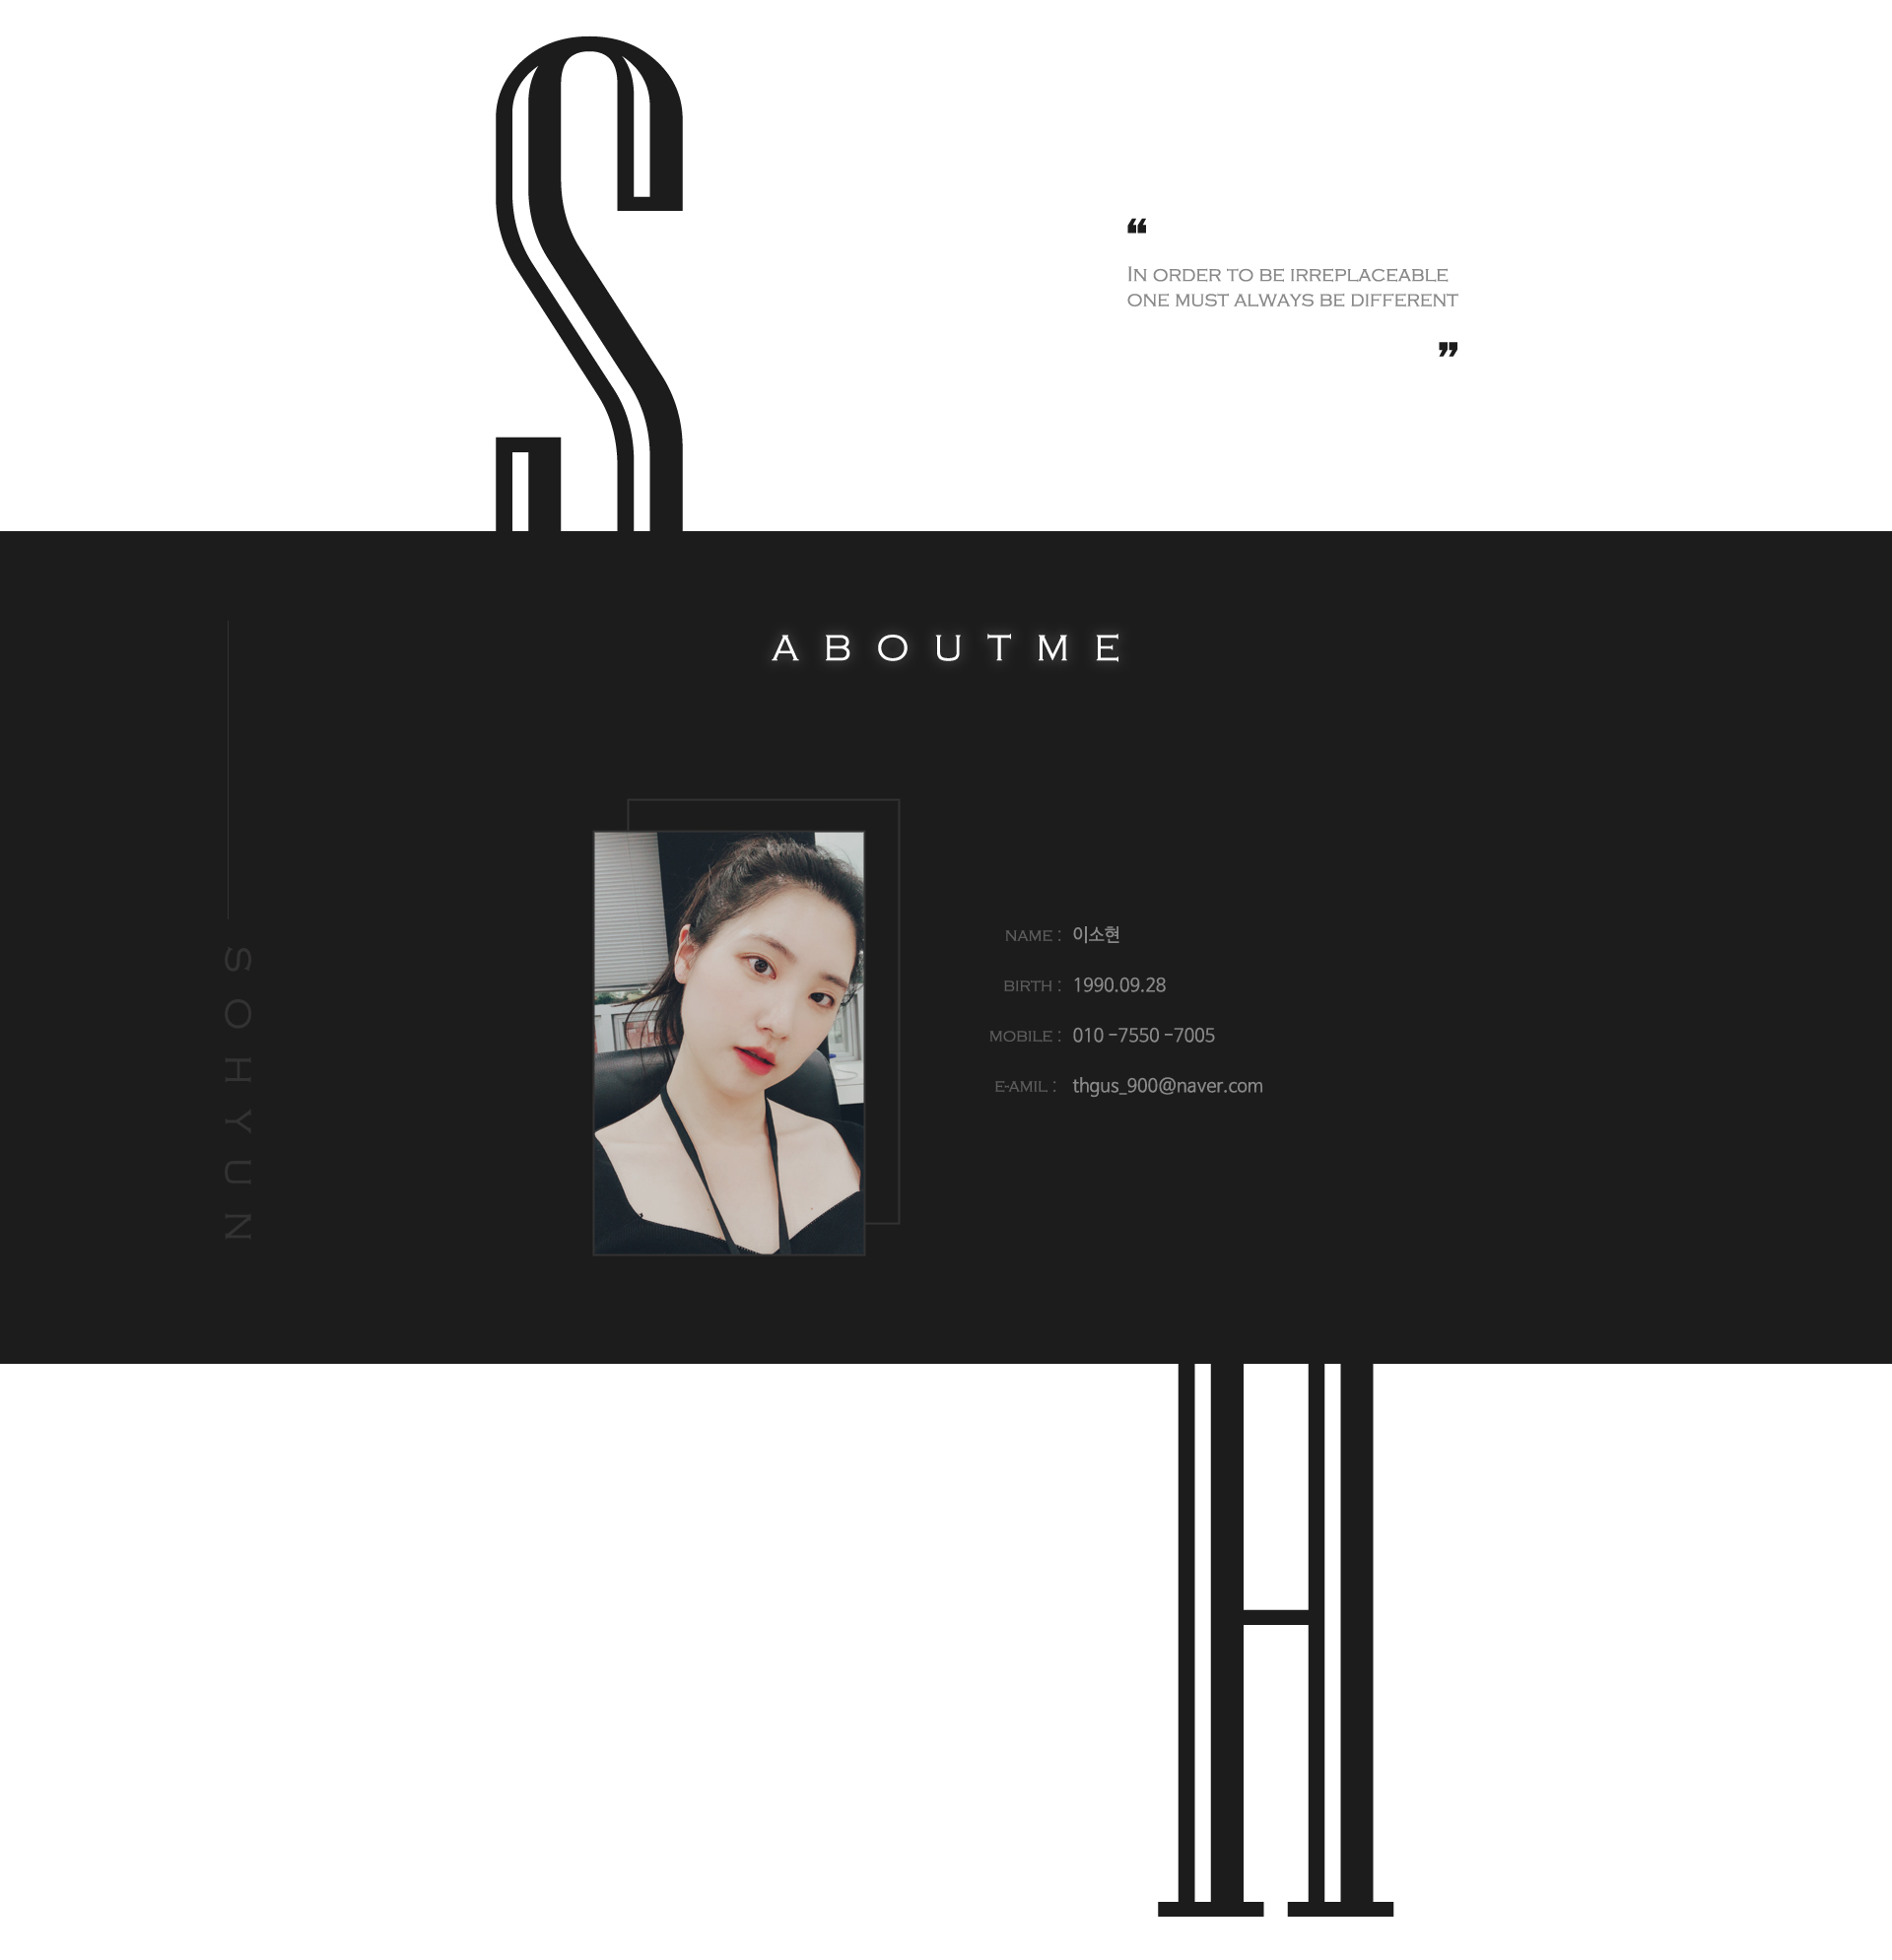 S
❝
IN ORDER TO BE IRREPLACEABLE
ONE MUST ALWAYS BE DIFFERENT
❞
ABOUTME
SOHYUN
NAME : 이소현
BIRTH : 1990.09.28
MOBILE : 010 -7550 -7005
E-AMIL : thgus_900@naver.com
H